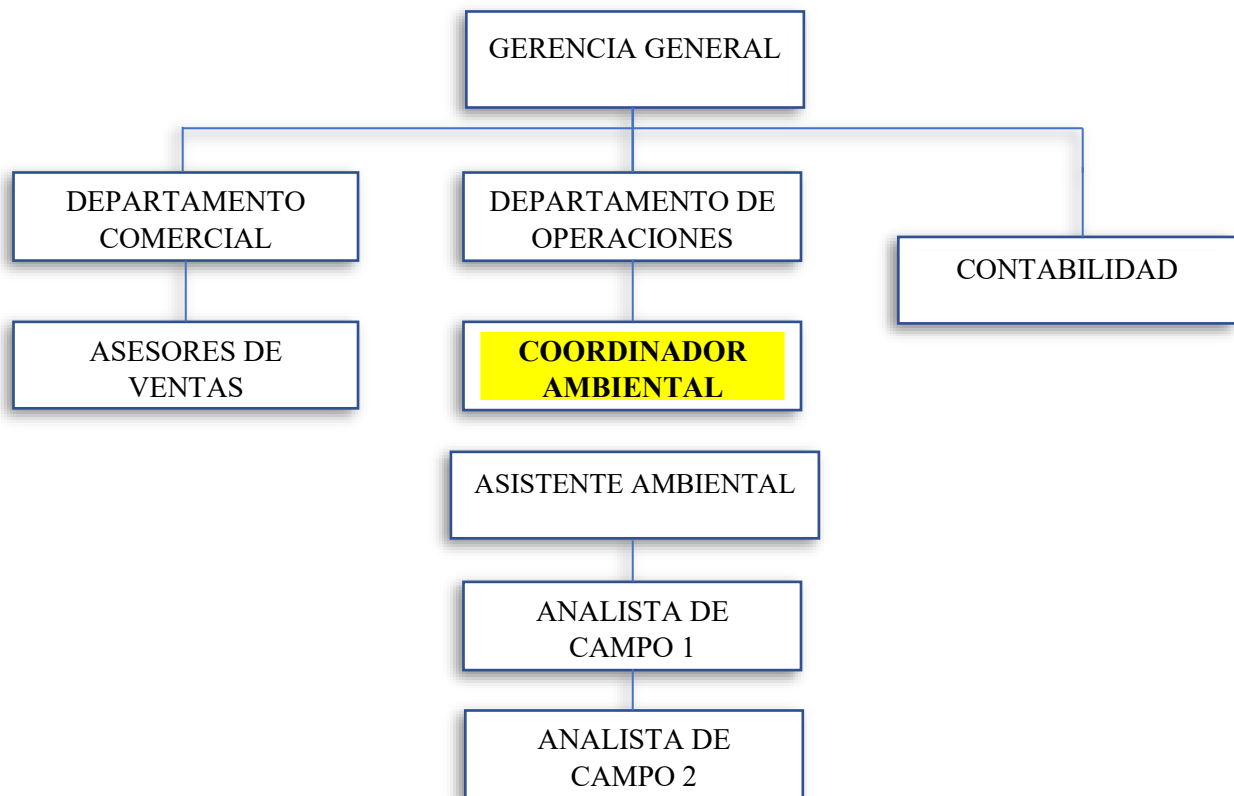 GERENCIA GENERAL
DEPARTAMENTO
COMERCIAL
DEPARTAMENTO DE
OPERACIONES
CONTABILIDAD
ASESORES DE
VENTAS
COORDINADOR
AMBIENTAL
ASISTENTE AMBIENTAL
ANALISTA DE
CAMPO 1
ANALISTA DE
CAMPO 2